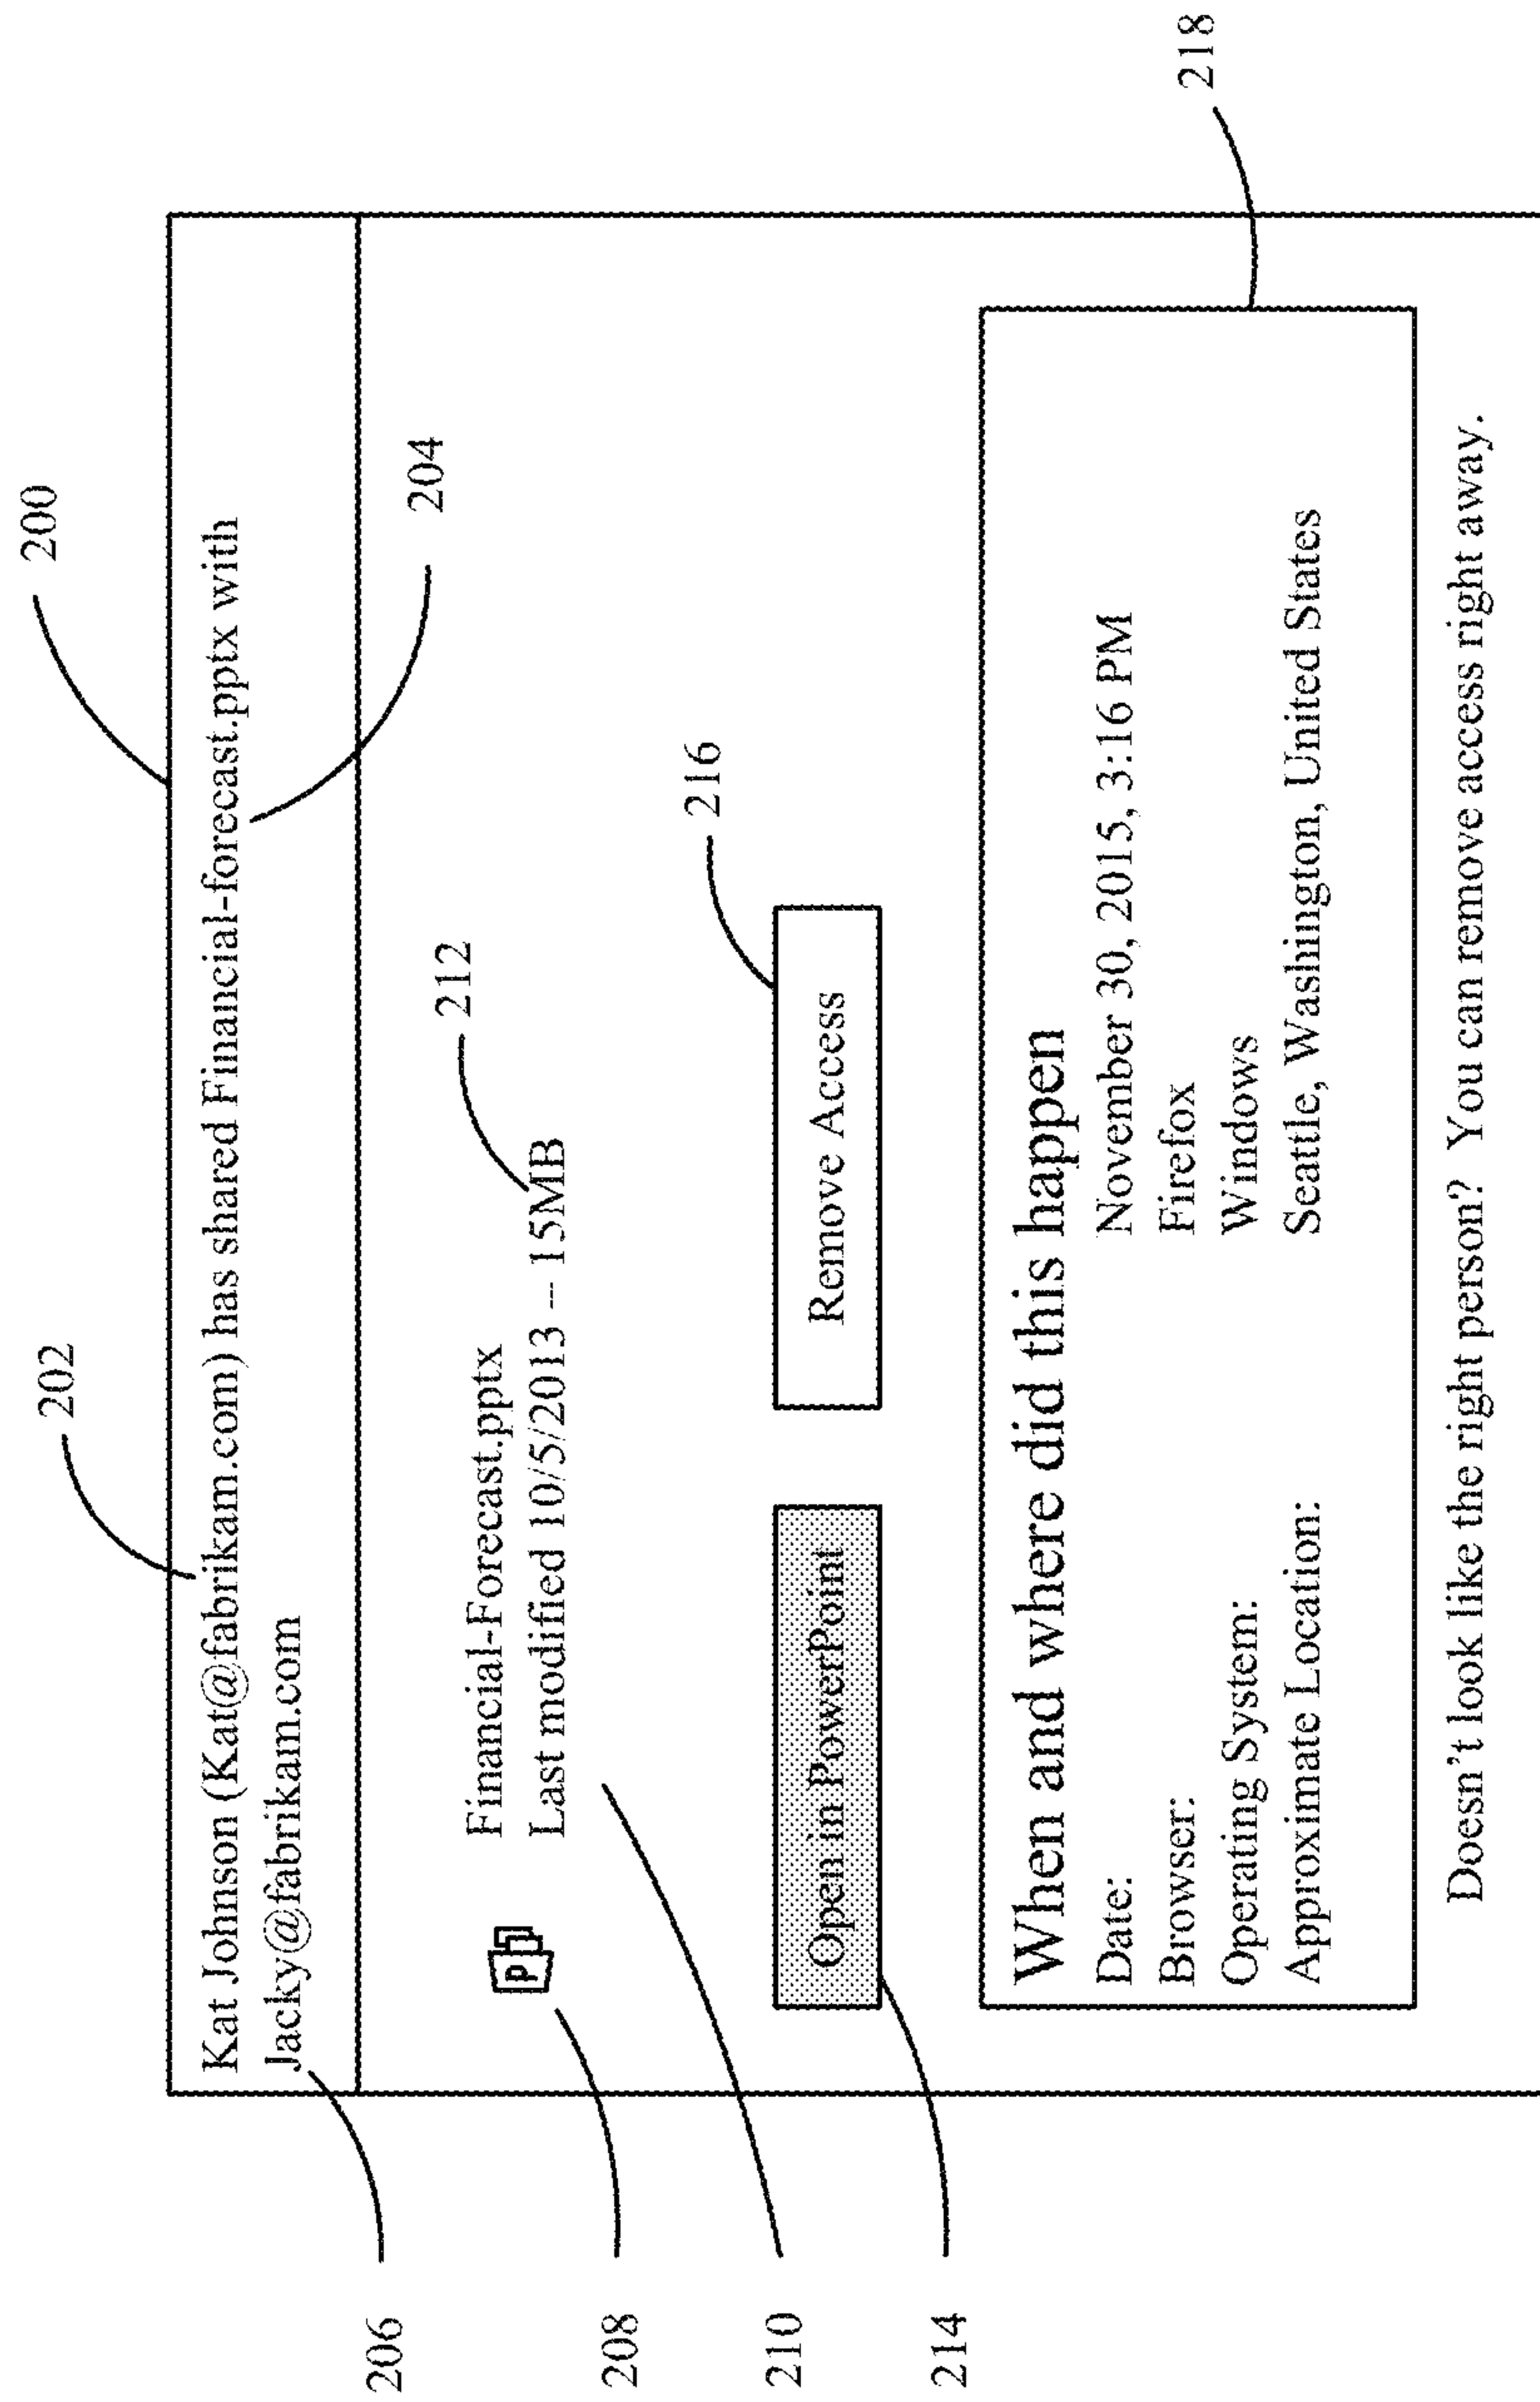 200
202
Kat Johnson (Kat@fabrikam.com) has shared Financial-forecast.pptx with
Jacky@fabrikam.com
206
204
P
Financial-Forecast.pptx
Last modified 10/5/2013 – 15MB
212
208
210
216
Open in PowerPoint
Remove Access
214
When and where did this happen
Date: November 30, 2015, 3:16 PM
Browser: Firefox
Operating System: Windows
Approximate Location: Seattle, Washington, United States
218
Doesn't look like the right person? You can remove access right away.